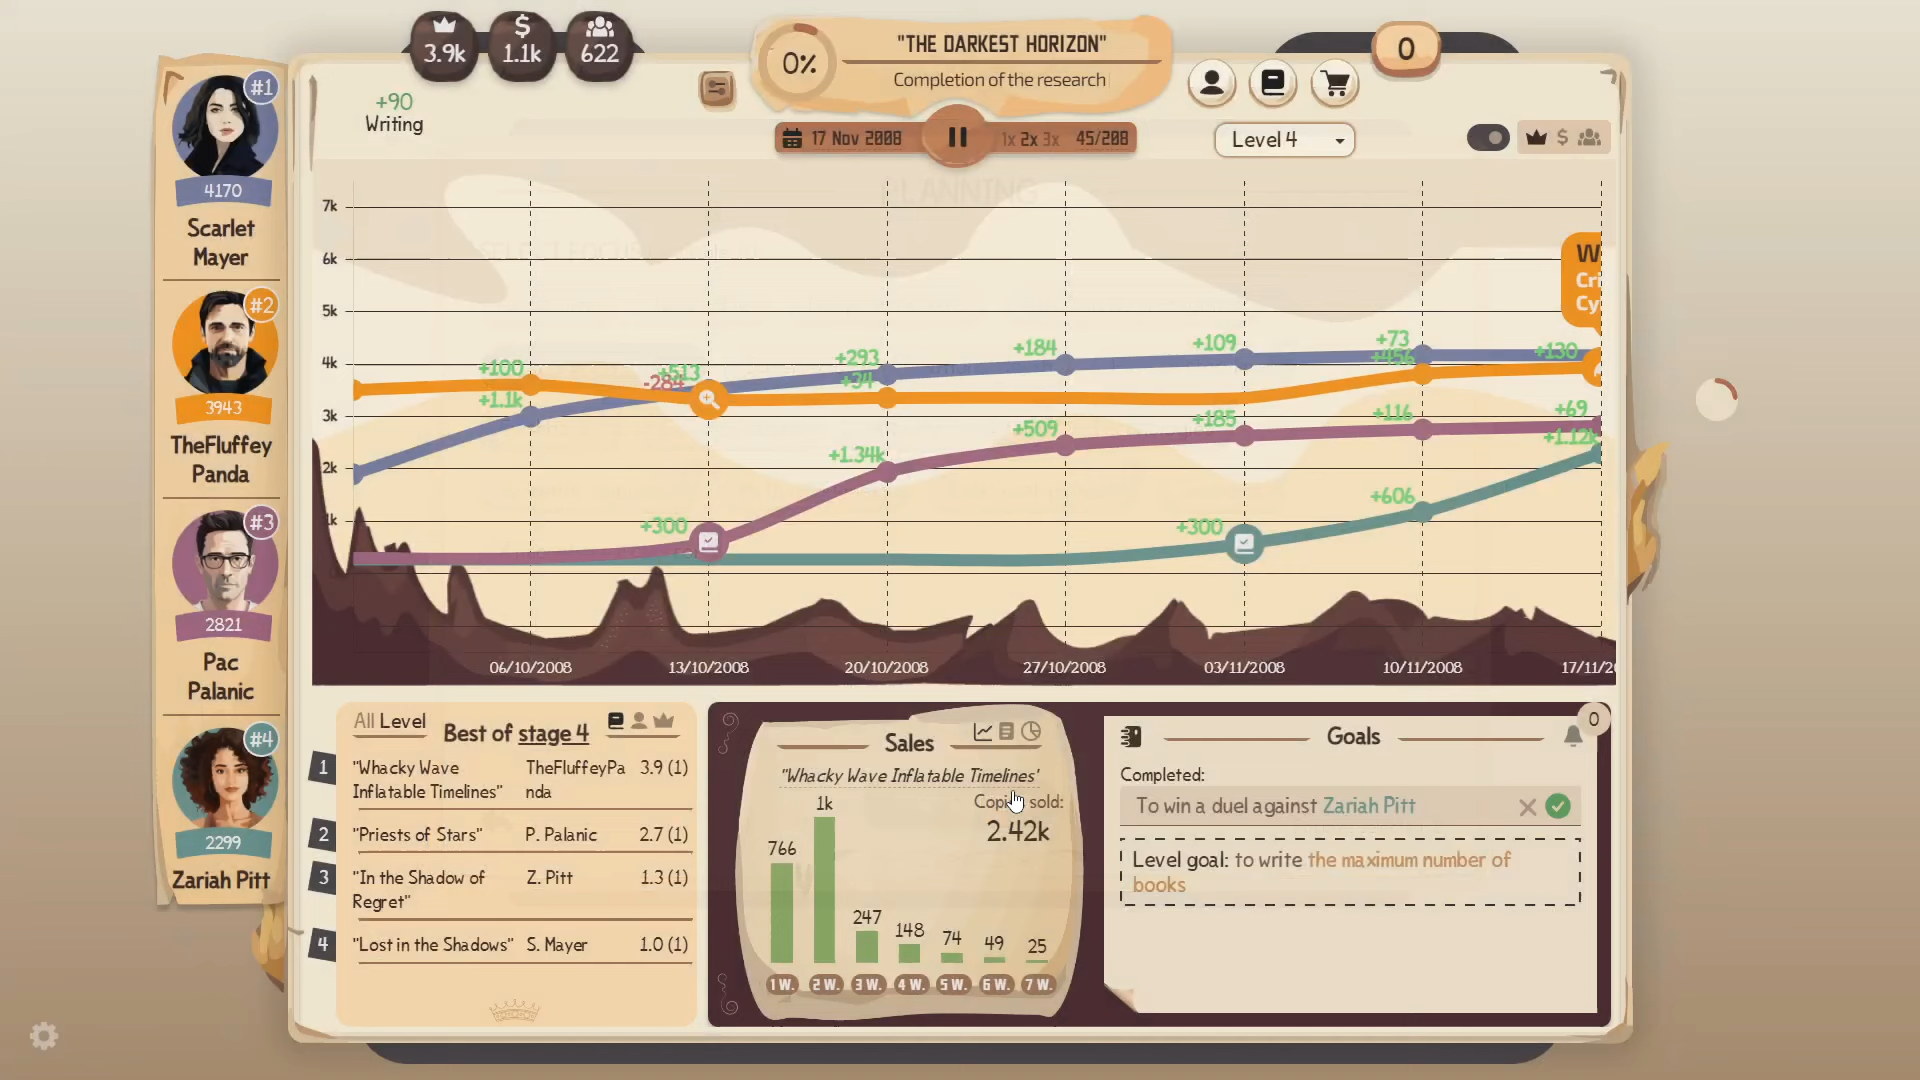 3.9k
1.1k
622
0%
"THE DARKEST HORIZON"
Completion of the research
0
+90
Writing
17 Nov 2008
1x 2x 3x
45/208
Level 4
#1
4170
Scarlet
Mayer
#2
3943
TheFluffey
Panda
#3
2821
Pac
Palanic
#4
2299
Zariah Pitt
PLANNING
7k
6k
5k
4k
3k
2k
1k
+100
+1.1k
-284
+513
+293
+34
+184
+109
+73
+456
+130
+300
+1.34k
+509
+185
+116
+69
+300
+606
+1.12k
W
Cri
Cy
06/10/2008
13/10/2008
20/10/2008
27/10/2008
03/11/2008
10/11/2008
17/11/20
All Level
Best of stage 4
1
"Whacky Wave
Inflatable Timelines"
TheFluffeyPa
nda
3.9 (1)
2
"Priests of Stars"
P. Palanic
2.7 (1)
3
"In the Shadow of
Regret"
Z. Pitt
1.3 (1)
4
"Lost in the Shadows"
S. Mayer
1.0 (1)
Sales
"Whacky Wave Inflatable Timelines"
Copies sold:
2.42k
766
1k
247
148
74
49
25
1 W.
2 W.
3 W.
4 W.
5 W.
6 W.
7 W.
Goals
0
Completed:
To win a duel against Zariah Pitt
Level goal: to write the maximum number of
books